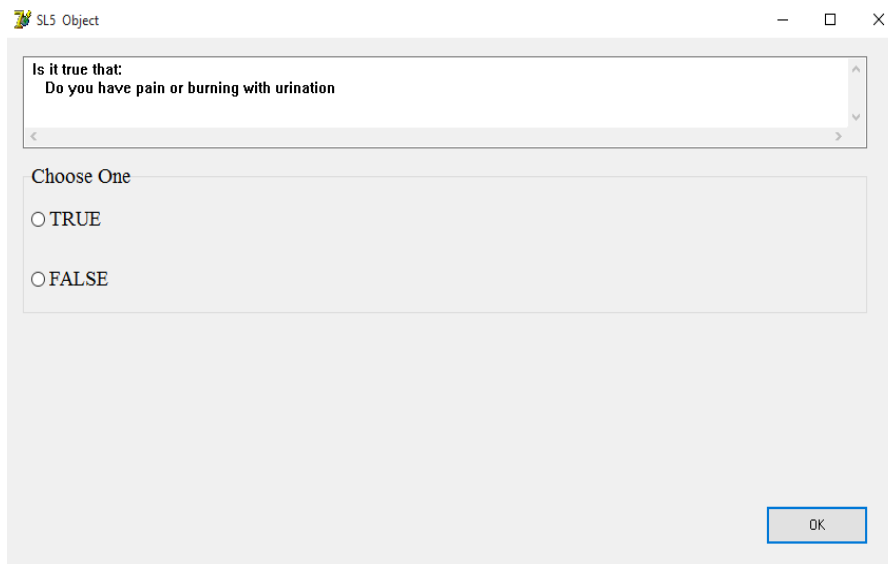 SL5 Object
Is it true that:
Do you have pain or burning with urination
Choose One
TRUE
FALSE
OK